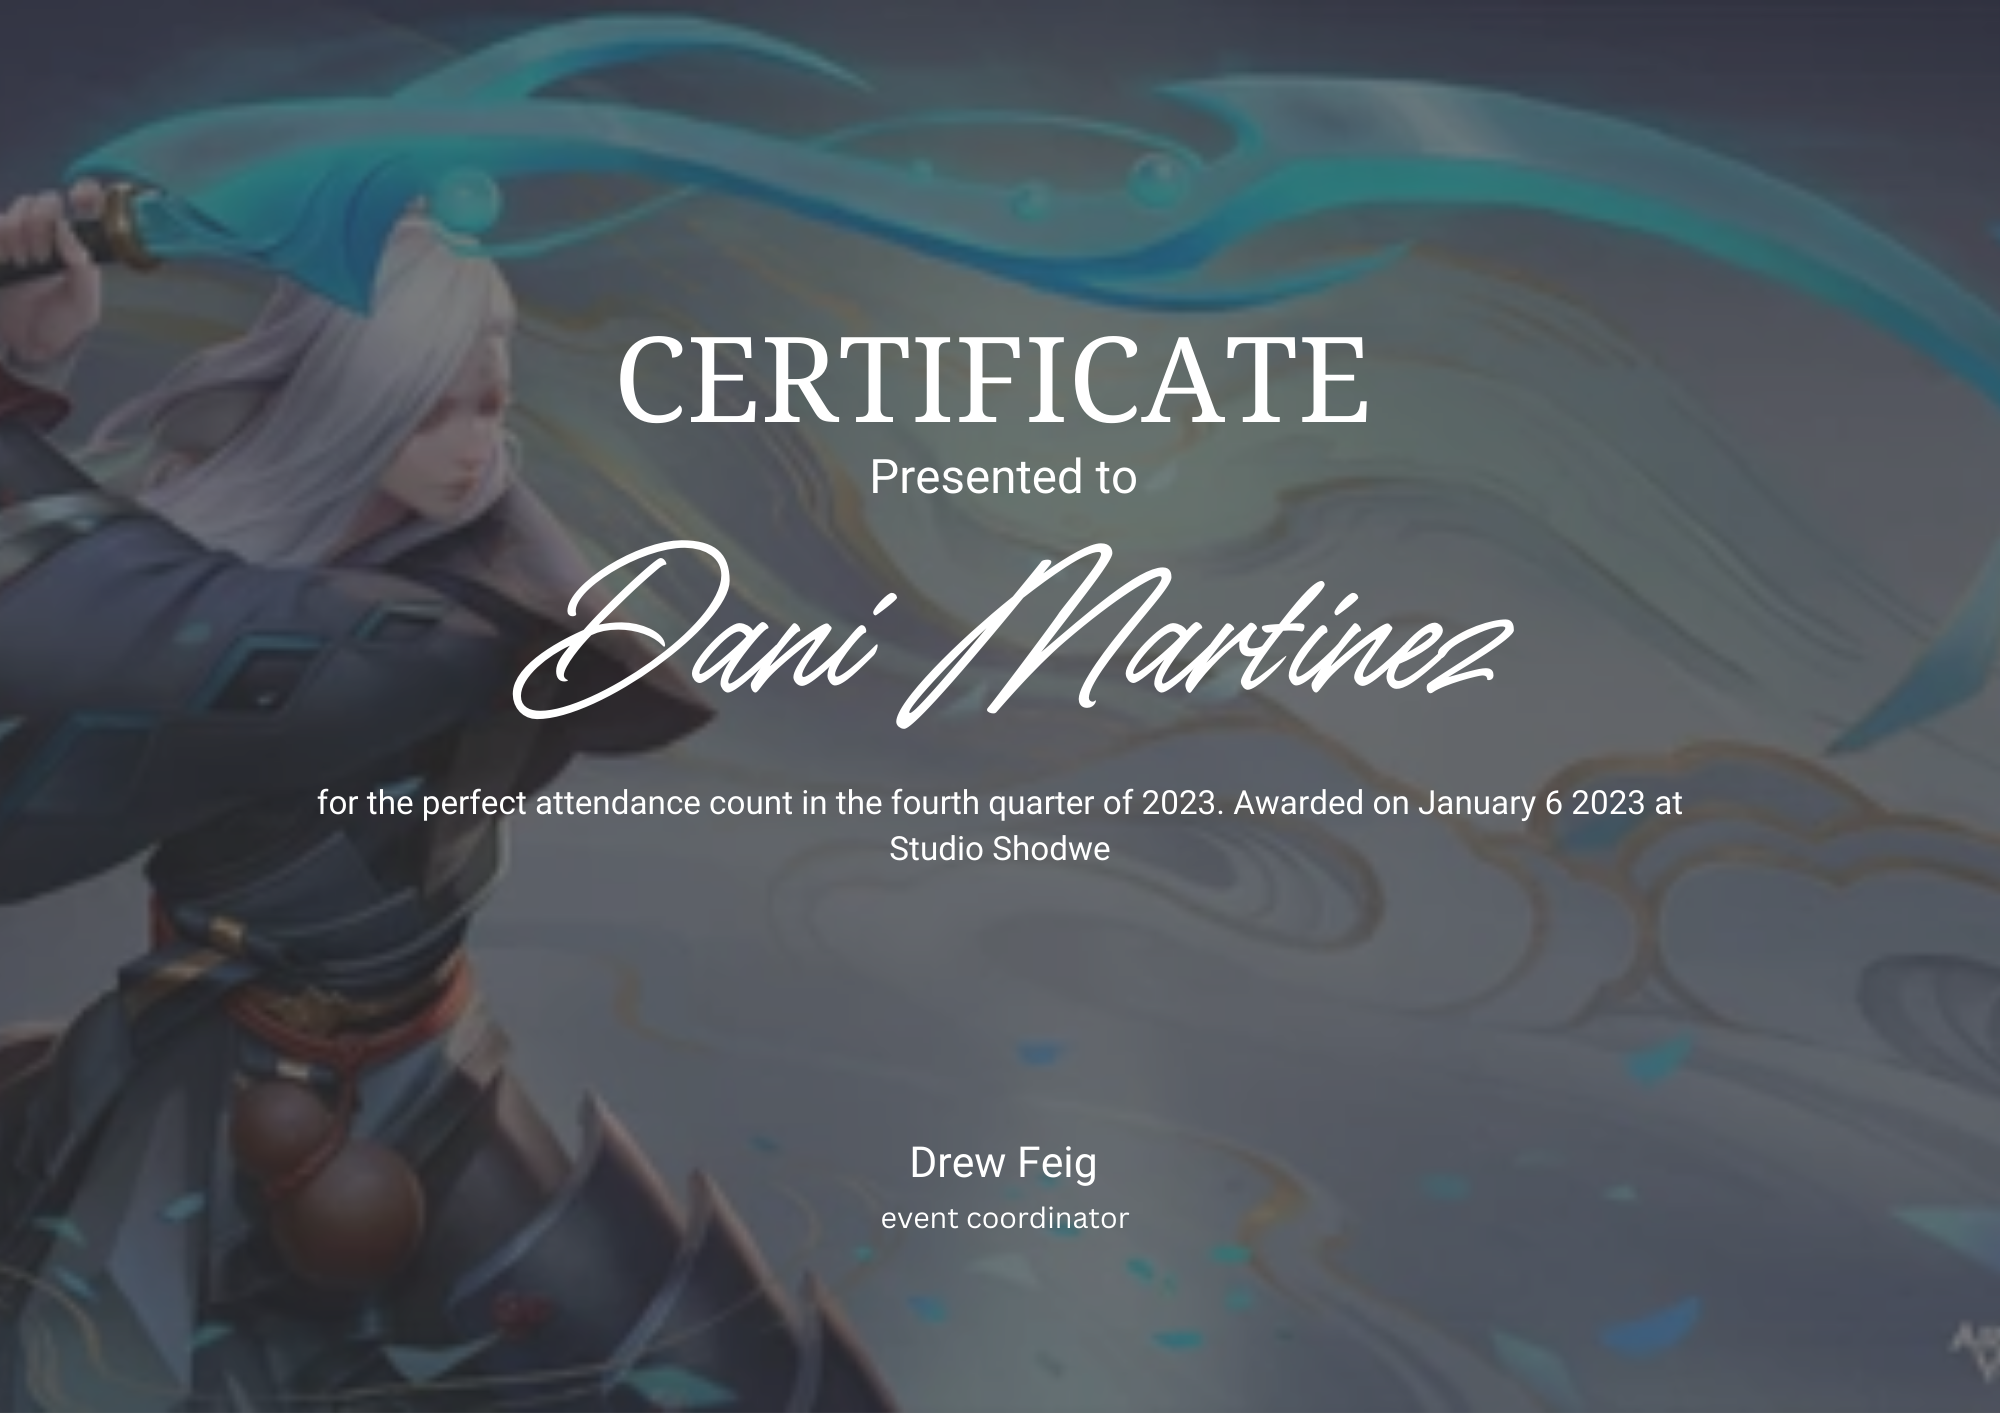 CERTIFICATE
Presented to
Dani Martinez
for the perfect attendance count in the fourth quarter of 2023. Awarded on January 6 2023 at
Studio Shodwe
Drew Feig
event coordinator